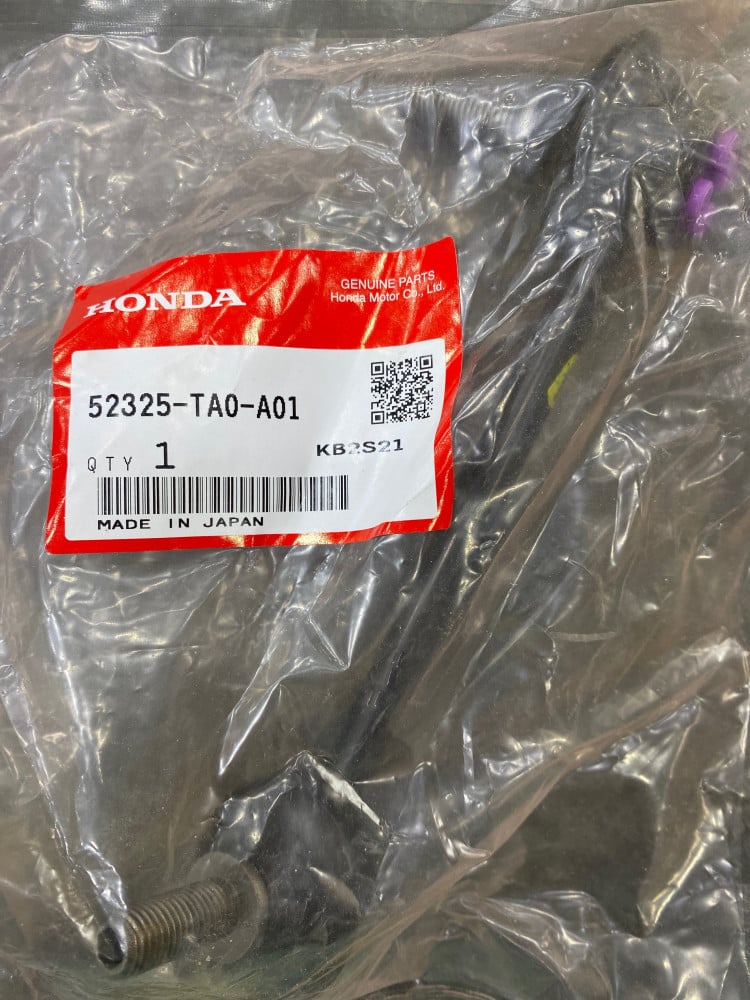 HONDA
GENUINE PARTS
Honda Motor Co., Ltd.
52325-TA0-A01
QTY 1
KB2S21
MADE IN JAPAN